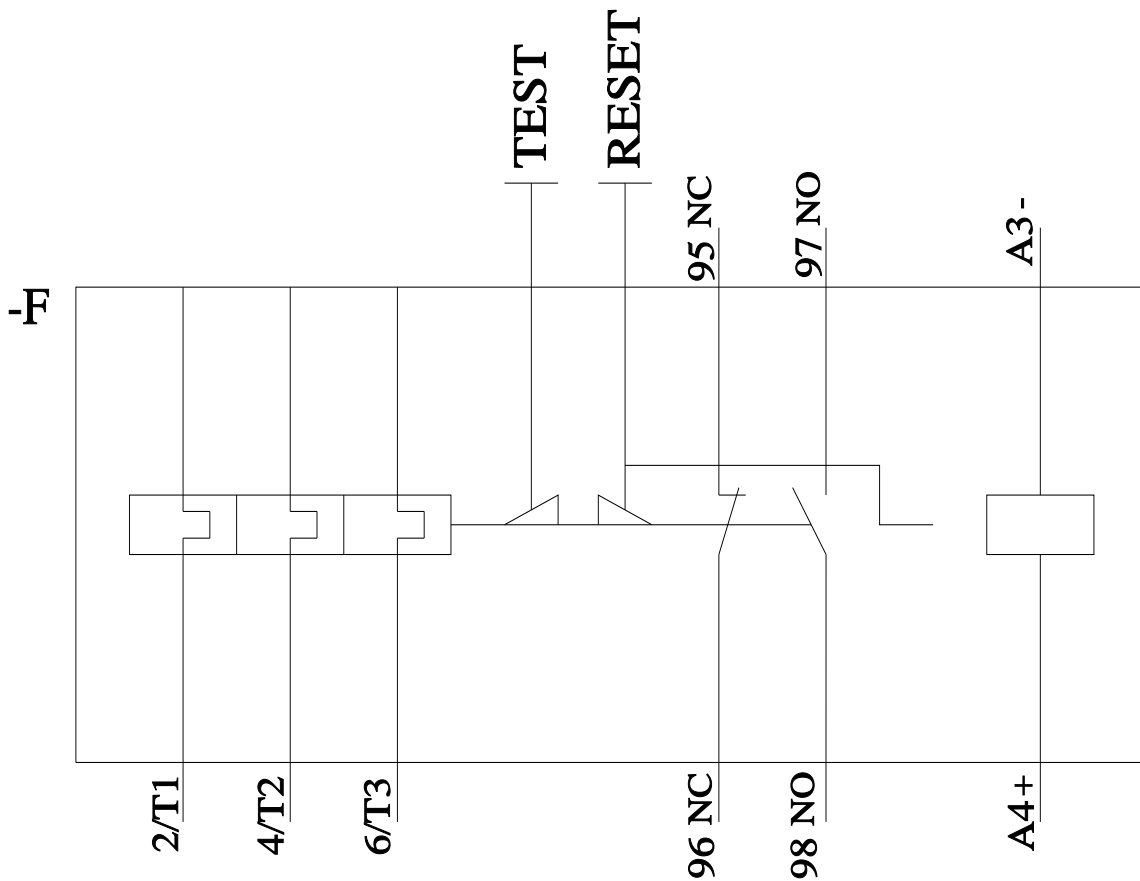 TEST
RESET
95 NC
97 NO
A3 -
-F
2/T1
4/T2
6/T3
96 NC
98 NO
A4 +